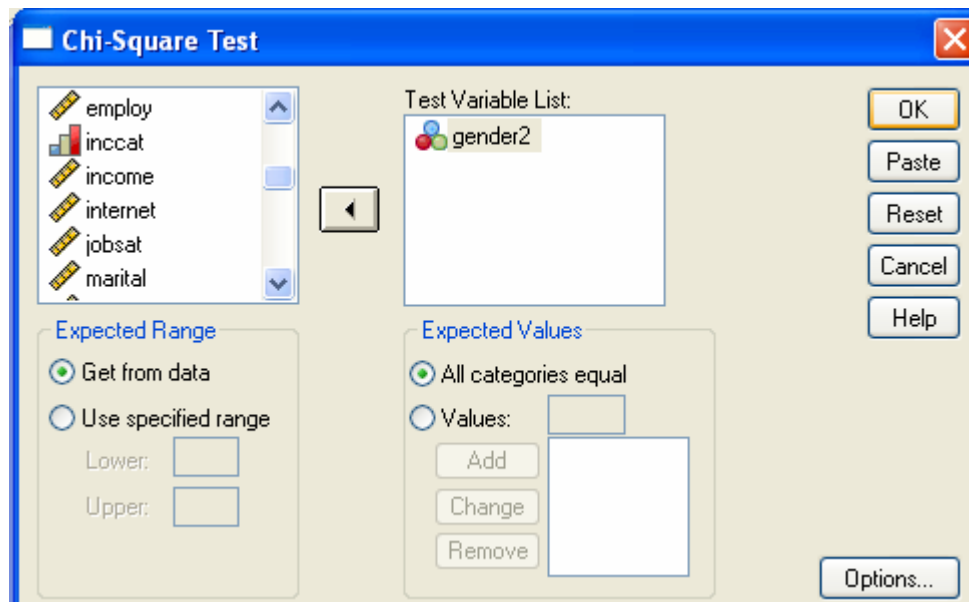 Chi-Square Test
employ
inccat
income
internet
jobsat
marital
Test Variable List:
gender2
OK
Paste
Reset
Cancel
Help
Expected Range
Get from data
Use specified range
Lower:
Upper:
Expected Values
All categories equal
Values:
Add
Change
Remove
Options...